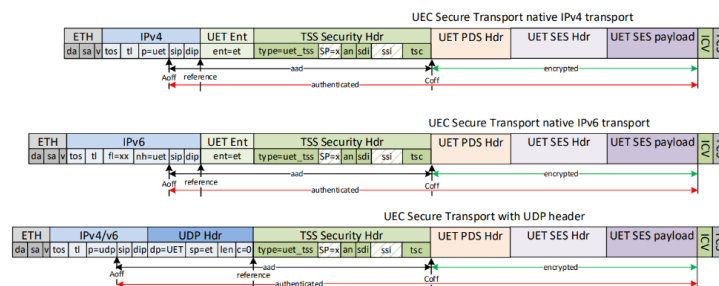 UEC Secure Transport native IPv4 transport
ETH IPv4 UET Ent TSS Security Hdr UET PDS Hdr UET SES Hdr UET SES payload ICV
da sa v tos tl p=uet sip dip ent=et type=uet_tss SP=x an sdi ssi tsc
aad encrypted
Aoff reference Coff
authenticated
UEC Secure Transport native IPv6 transport
ETH IPv6 UET Ent TSS Security Hdr UET PDS Hdr UET SES Hdr UET SES payload ICV
da sa v tos tl fl=xx nh=uet sip dip ent=et type=uet_tss SP=x an sdi ssi tsc
aad encrypted
Aoff reference Coff
authenticated
UEC Secure Transport with UDP header
ETH IPv4/v6 UDP Hdr TSS Security Hdr UET PDS Hdr UET SES Hdr UET SES payload ICV
da sa v tos tl p=udp sip dip dp=UET sp=et len c=0 type=uet_tss SP=x an sdi ssi tsc
aad encrypted
Aoff reference Coff
authenticated